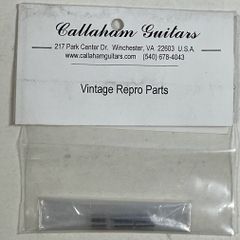 Callaham Guitars
217 Park Center Dr. Winchester, VA 22603 U.S.A.
www.callahamguitars.com (540) 678-4043
Vintage Repro Parts